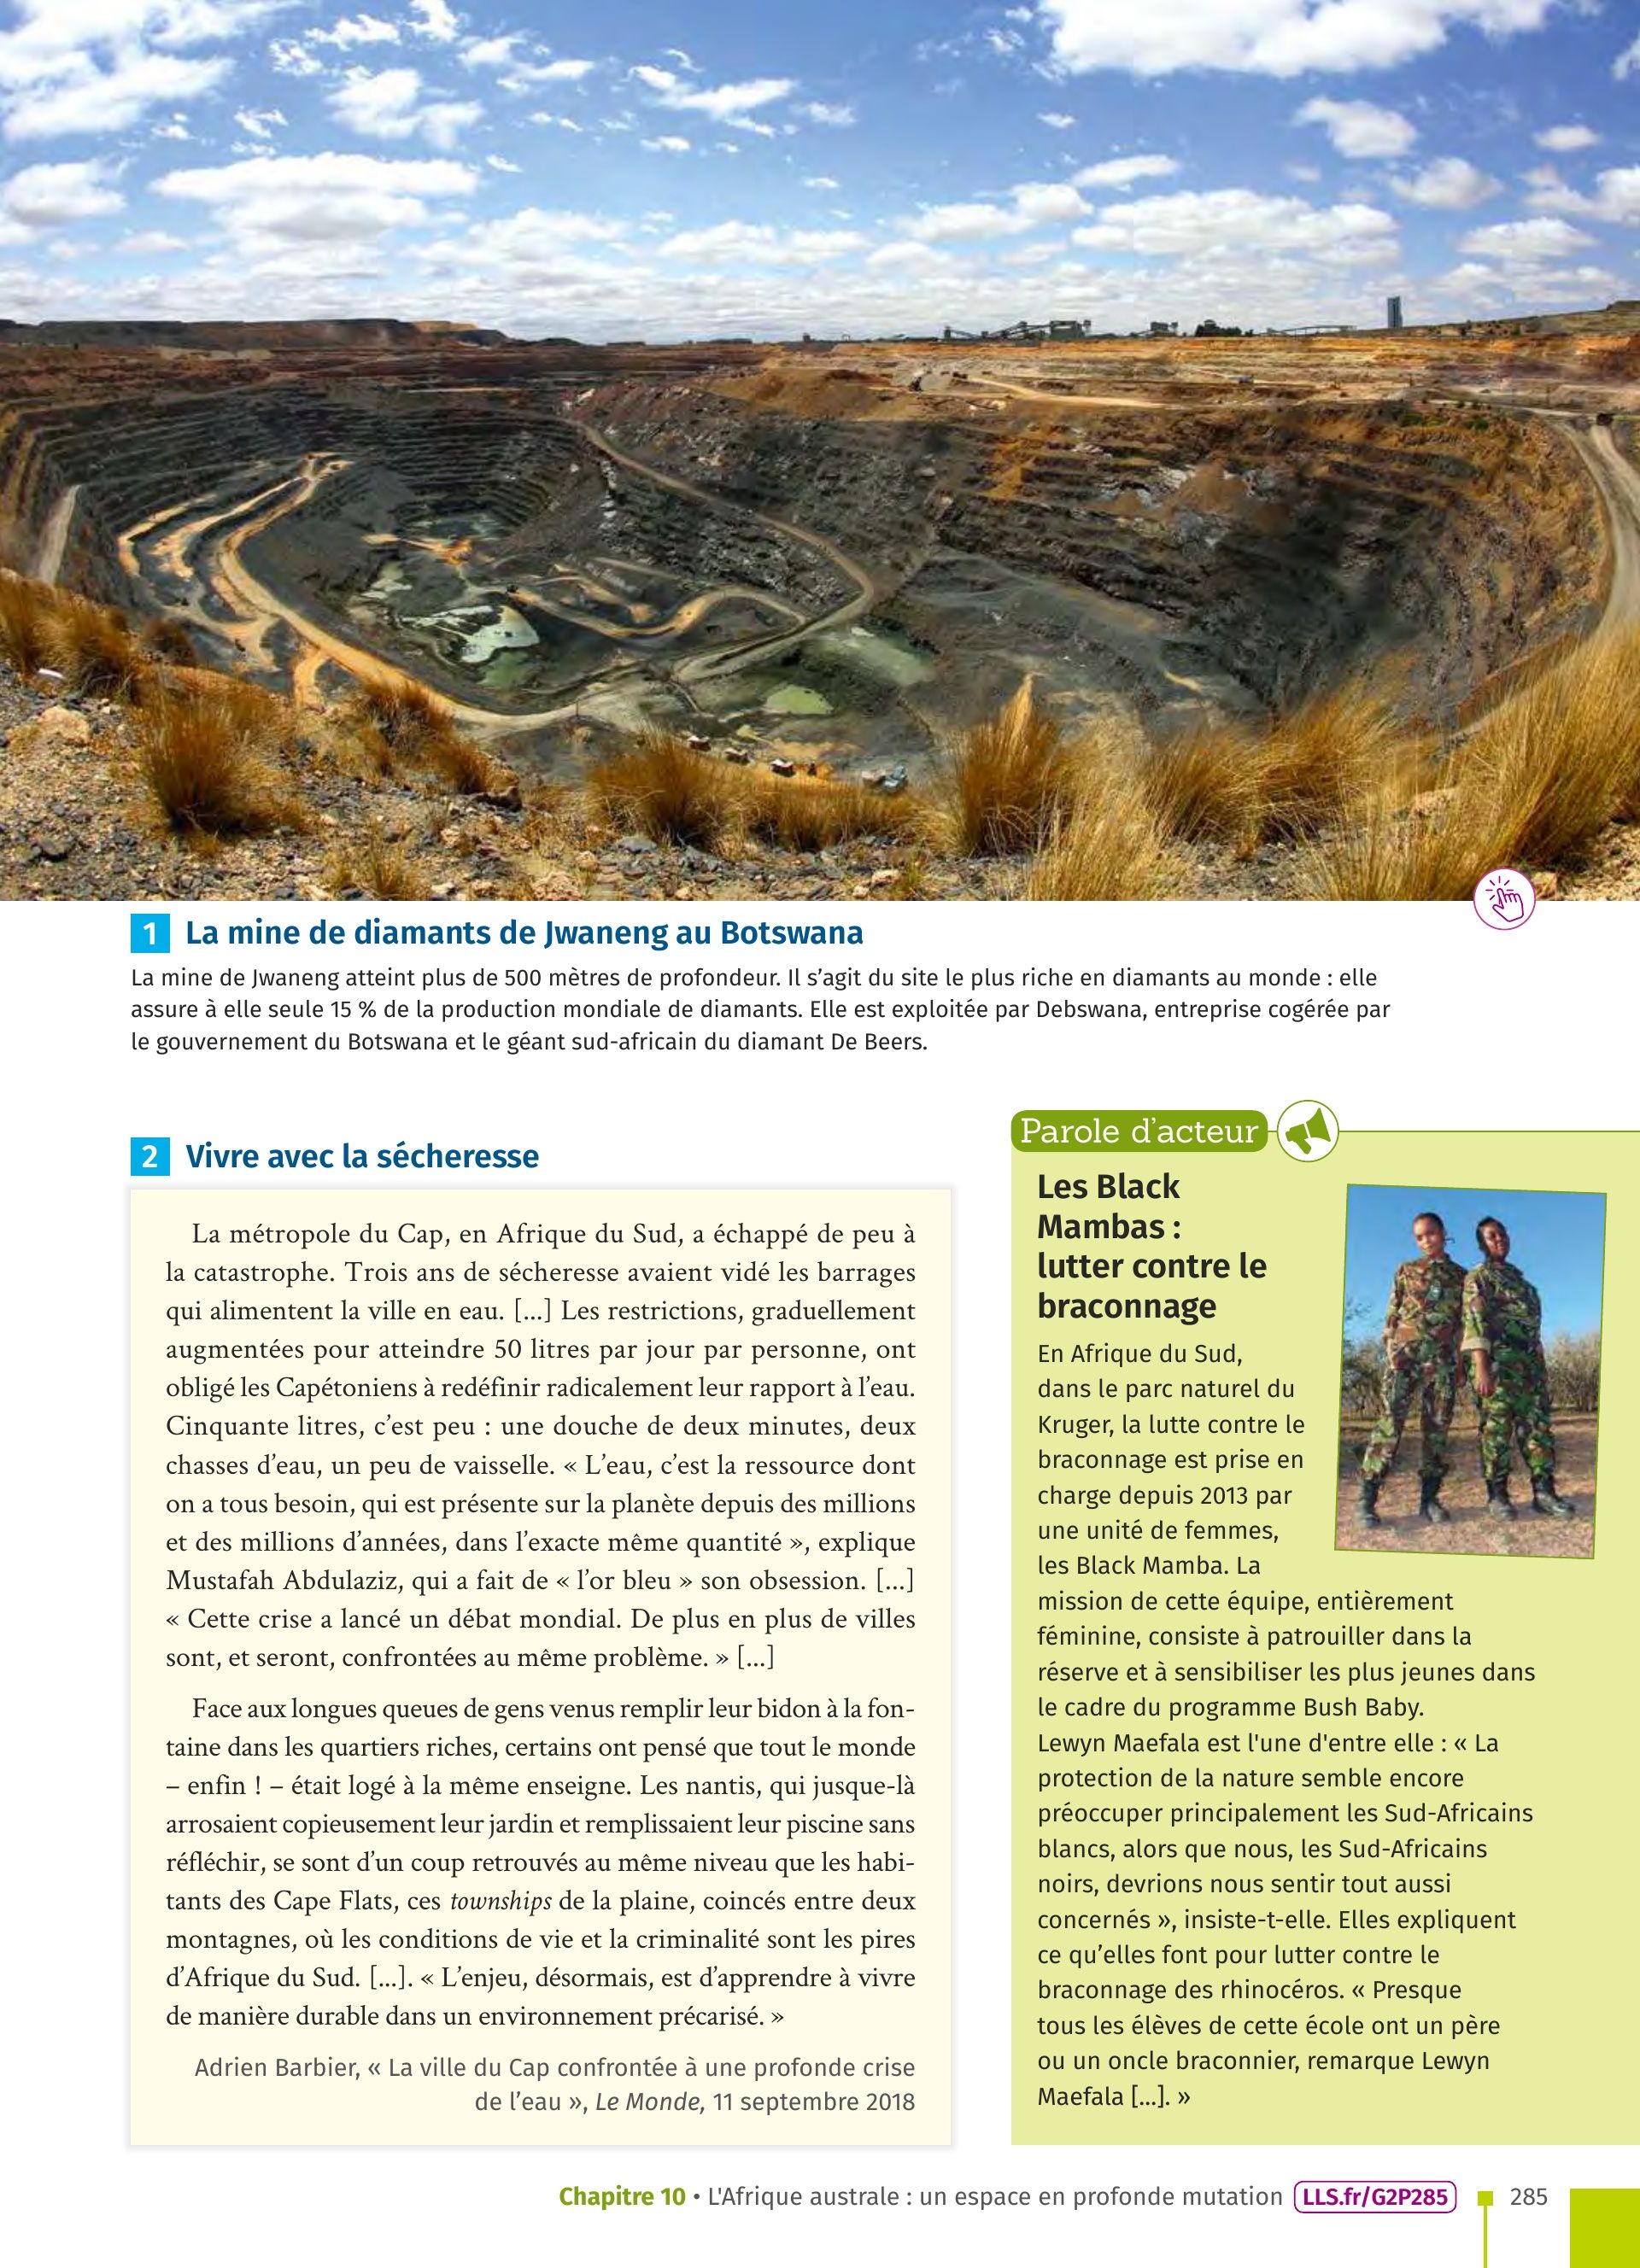 1 La mine de diamants de Jwaneng au Botswana
La mine de Jwaneng atteint plus de 500 mètres de profondeur. Il s’agit du site le plus riche en diamants au monde : elle
assure à elle seule 15 % de la production mondiale de diamants. Elle est exploitée par Debswana, entreprise cogérée par
le gouvernement du Botswana et le géant sud-africain du diamant De Beers.
2 Vivre avec la sécheresse
La métropole du Cap, en Afrique du Sud, a échappé de peu à
la catastrophe. Trois ans de sécheresse avaient vidé les barrages
qui alimentent la ville en eau. [...] Les restrictions, graduellement
augmentées pour atteindre 50 litres par jour par personne, ont
obligé les Capétoniens à redéfinir radicalement leur rapport à l’eau.
Cinquante litres, c’est peu : une douche de deux minutes, deux
chasses d’eau, un peu de vaisselle. « L’eau, c’est la ressource dont
on a tous besoin, qui est présente sur la planète depuis des millions
et des millions d’années, dans l’exacte même quantité », explique
Mustafah Abdulaziz, qui a fait de « l’or bleu » son obsession. [...]
« Cette crise a lancé un débat mondial. De plus en plus de villes
sont, et seront, confrontées au même problème. » [...]
Face aux longues queues de gens venus remplir leur bidon à la fon-
taine dans les quartiers riches, certains ont pensé que tout le monde
– enfin ! – était logé à la même enseigne. Les nantis, qui jusque-là
arrosaient copieusement leur jardin et remplissaient leur piscine sans
réfléchir, se sont d’un coup retrouvés au même niveau que les habi-
tants des Cape Flats, ces townships de la plaine, coincés entre deux
montagnes, où les conditions de vie et la criminalité sont les pires
d’Afrique du Sud. [...]. « L’enjeu, désormais, est d’apprendre à vivre
de manière durable dans un environnement précarisé. »
Adrien Barbier, « La ville du Cap confrontée à une profonde crise
de l’eau », Le Monde, 11 septembre 2018
Parole d’acteur
Les Black
Mambas :
lutter contre le
braconnage
En Afrique du Sud,
dans le parc naturel du
Kruger, la lutte contre le
braconnage est prise en
charge depuis 2013 par
une unité de femmes,
les Black Mamba. La
mission de cette équipe, entièrement
féminine, consiste à patrouiller dans la
réserve et à sensibiliser les plus jeunes dans
le cadre du programme Bush Baby.
Lewyn Maefala est l'une d'entre elle : « La
protection de la nature semble encore
préoccuper principalement les Sud-Africains
blancs, alors que nous, les Sud-Africains
noirs, devrions nous sentir tout aussi
concernés », insiste-t-elle. Elles expliquent
ce qu’elles font pour lutter contre le
braconnage des rhinocéros. « Presque
tous les élèves de cette école ont un père
ou un oncle braconnier, remarque Lewyn
Maefala [...]. »
Chapitre 10 • L'Afrique australe : un espace en profonde mutation LLS.fr/G2P285 285